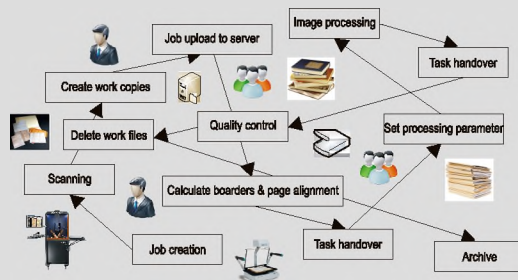 Image processing
Job upload to server
Task handover
Create work copies
Delete work files
Quality control
Set processing parameter
Scanning
Calculate boarders & page alignment
Job creation
Task handover
Archive